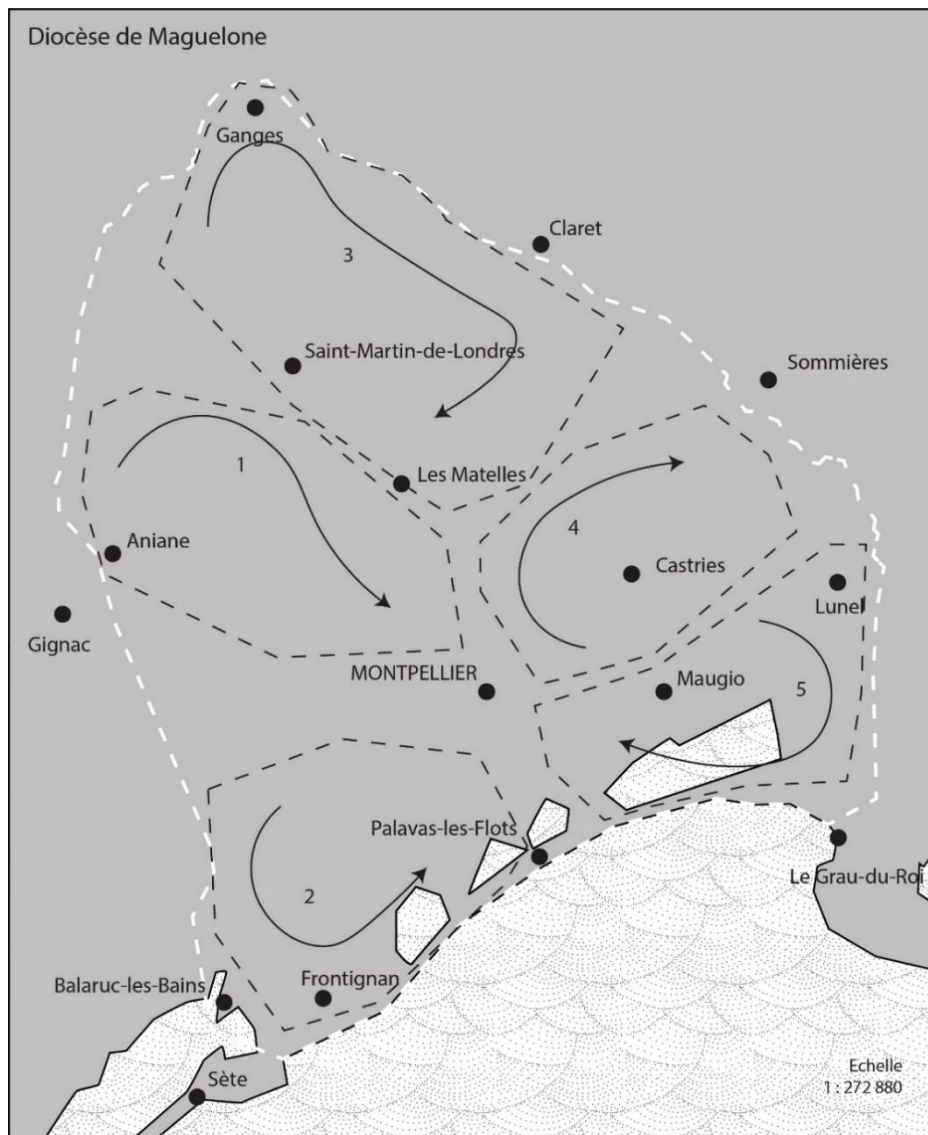 Diocèse de Maguelone
Ganges
Claret
3
Saint-Martin-de-Londres
Sommières
1
Les Matelles
4
Aniane
Castries
Lunel
Gignac
MONTPELLIER
Maugio
5
Palavas-les-Flots
Le Grau-du-Roi
2
Balaruc-les-Bains
Frontignan
Sète
Echelle
1 : 272 880